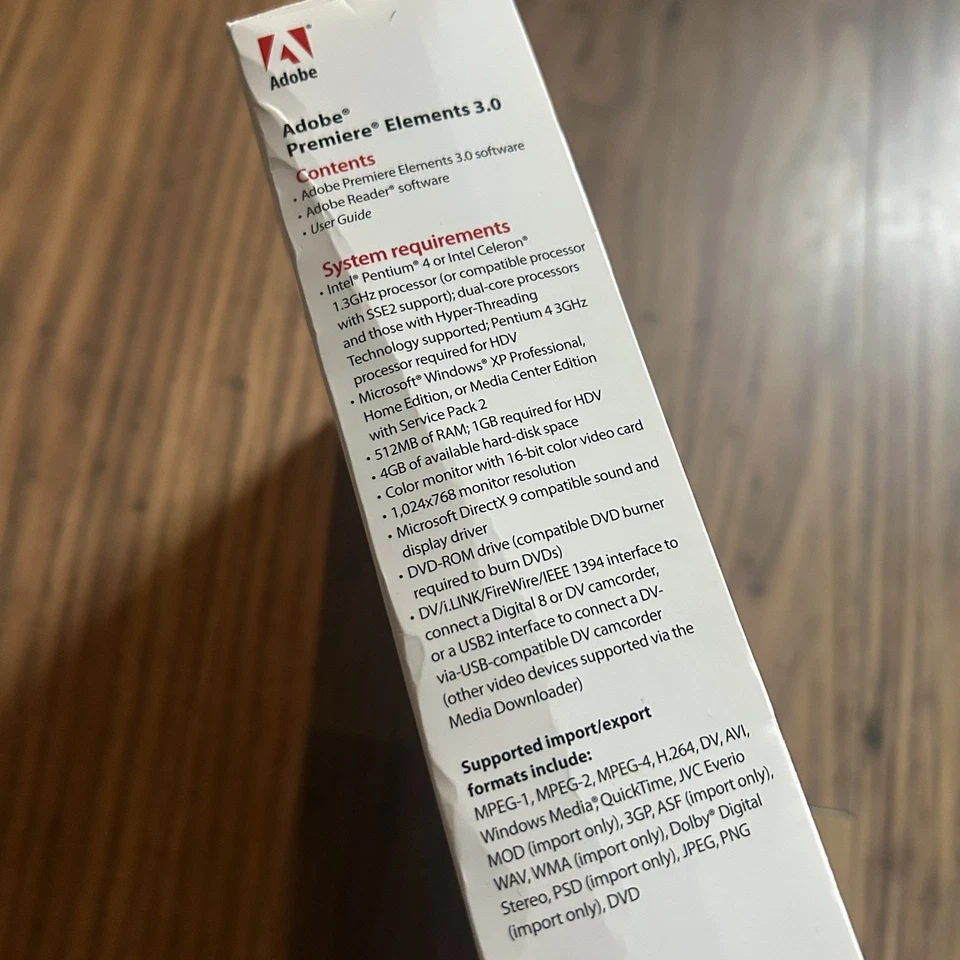 Adobe
Adobe®
Premiere® Elements 3.0
Contents
• Adobe Premiere Elements 3.0 software
• Adobe Reader® software
• User Guide
System requirements
• Intel® Pentium® 4 or Intel Celeron®
1.3GHz processor (or compatible processor
with SSE2 support); dual-core processors
and those with Hyper-Threading
Technology supported; Pentium 4 3GHz
processor required for HDV
• Microsoft® Windows® XP Professional,
Home Edition, or Media Center Edition
with Service Pack 2
• 512MB of RAM; 1GB required for HDV
• 4GB of available hard-disk space
• Color monitor with 16-bit color video card
• 1,024x768 monitor resolution
• Microsoft DirectX 9 compatible sound and
display driver
• DVD-ROM drive (compatible DVD burner
required to burn DVDs)
• DV/i.LINK/FireWire/IEEE 1394 interface to
connect a Digital 8 or DV camcorder,
or a USB2 interface to connect a DV-
via-USB-compatible DV camcorder
(other video devices supported via the
Media Downloader)
Supported import/export
formats include:
MPEG-1, MPEG-2, MPEG-4, H.264, DV, AVI,
Windows Media®, QuickTime, JVC Everio
MOD (import only), 3GP, ASF (import only),
WAV, WMA (import only), Dolby® Digital
Stereo, PSD (import only), JPEG, PNG
(import only), DVD